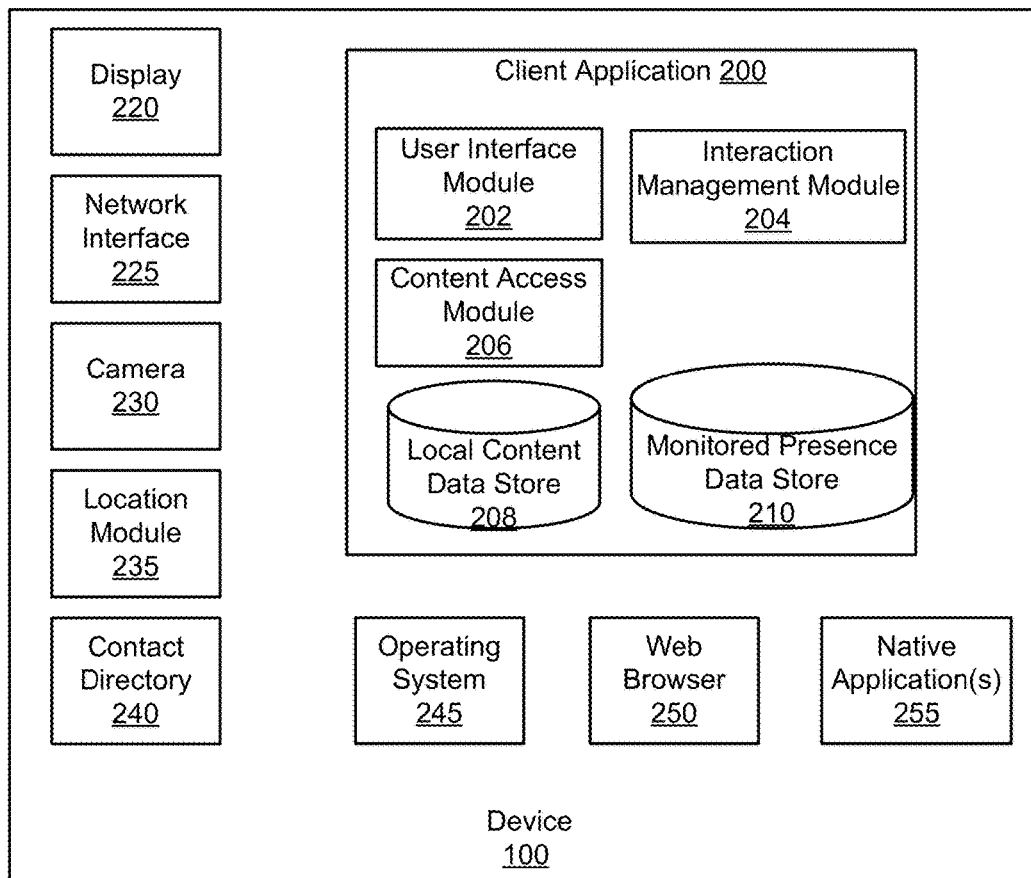 Display
220
Network
Interface
225
Camera
230
Location
Module
235
Contact
Directory
240
Client Application 200
User Interface
Module
202
Interaction
Management Module
204
Content Access
Module
206
Local Content
Data Store
208
Monitored Presence
Data Store
210
Operating
System
245
Web
Browser
250
Native
Application(s)
255
Device
100